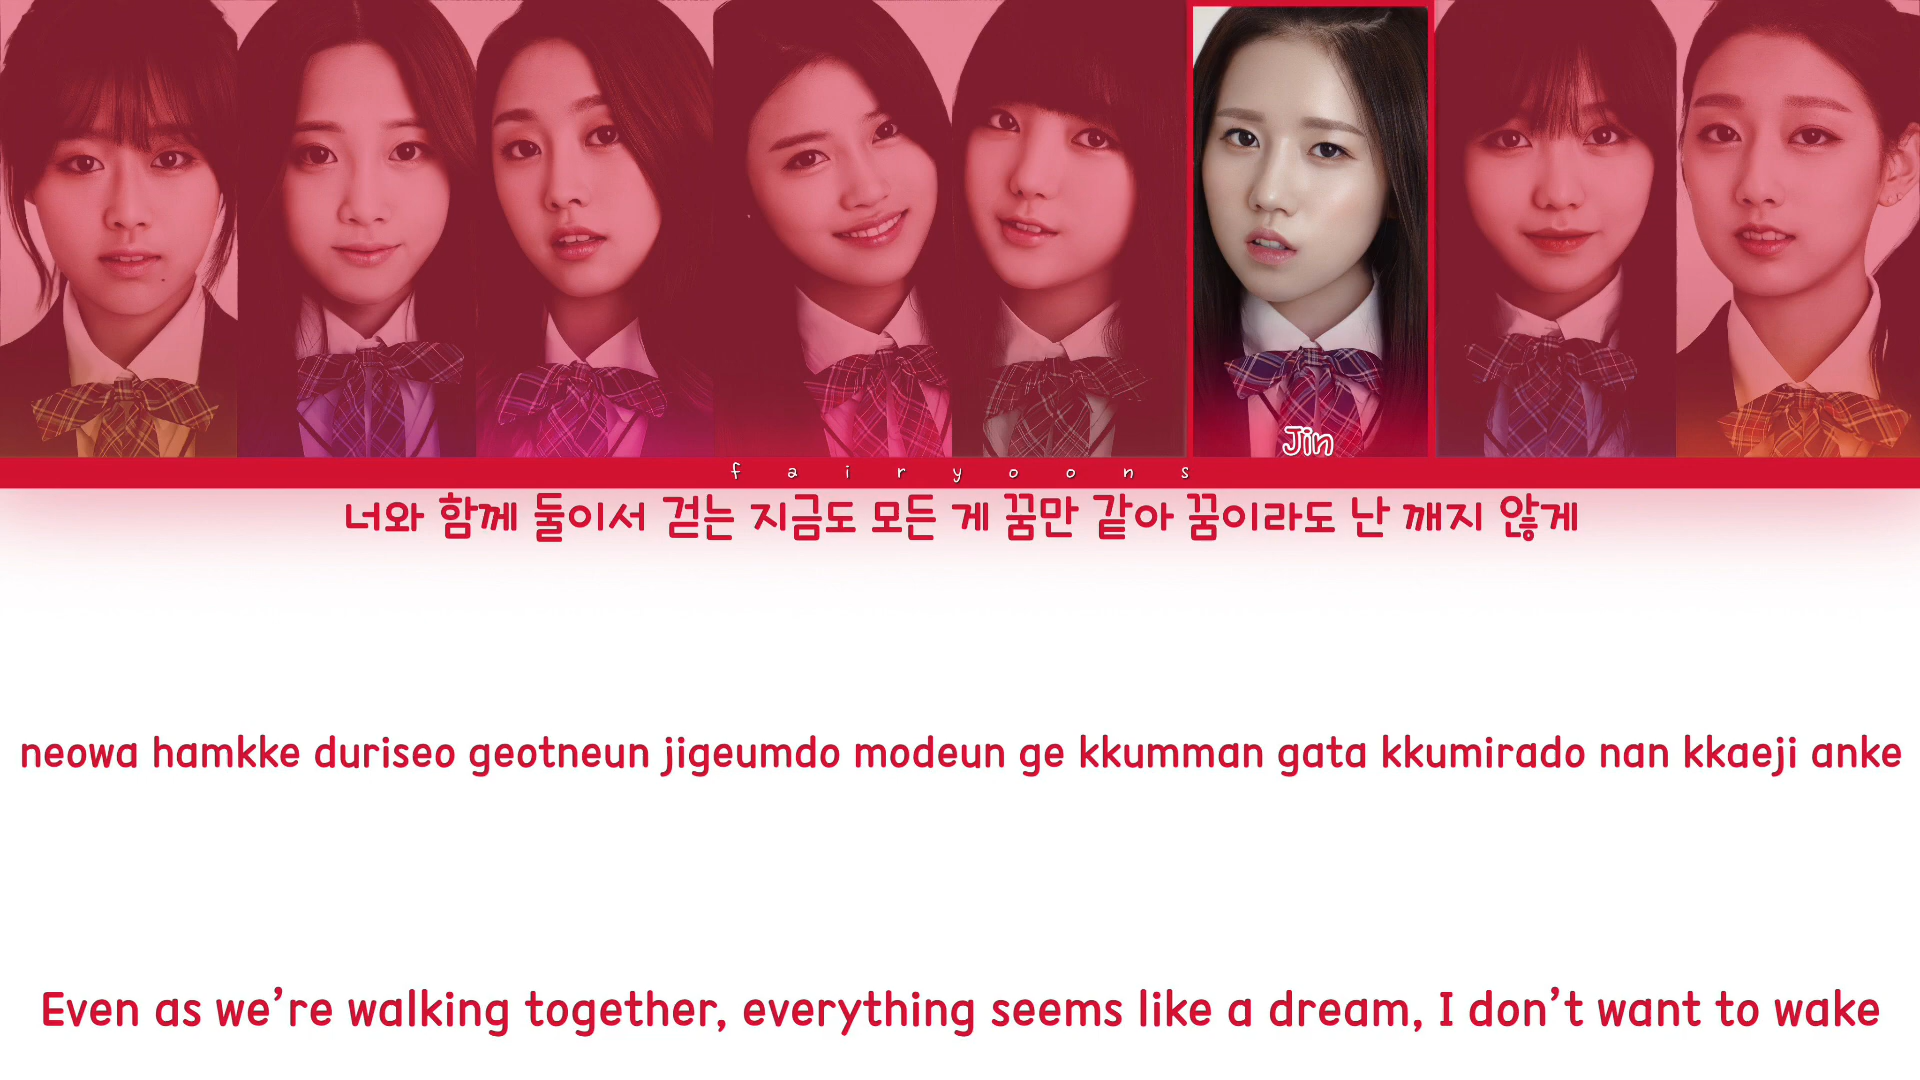 Jin
fairyoons
너와 함께 둘이서 걷는 지금도 모든 게 꿈만 같아 꿈이라도 난 깨지 않게
neowa hamkke duriseo geotneun jigeumdo modeun ge kkumman gata kkumirado nan kkaeji anke
Even as we’re walking together, everything seems like a dream, I don’t want to wake